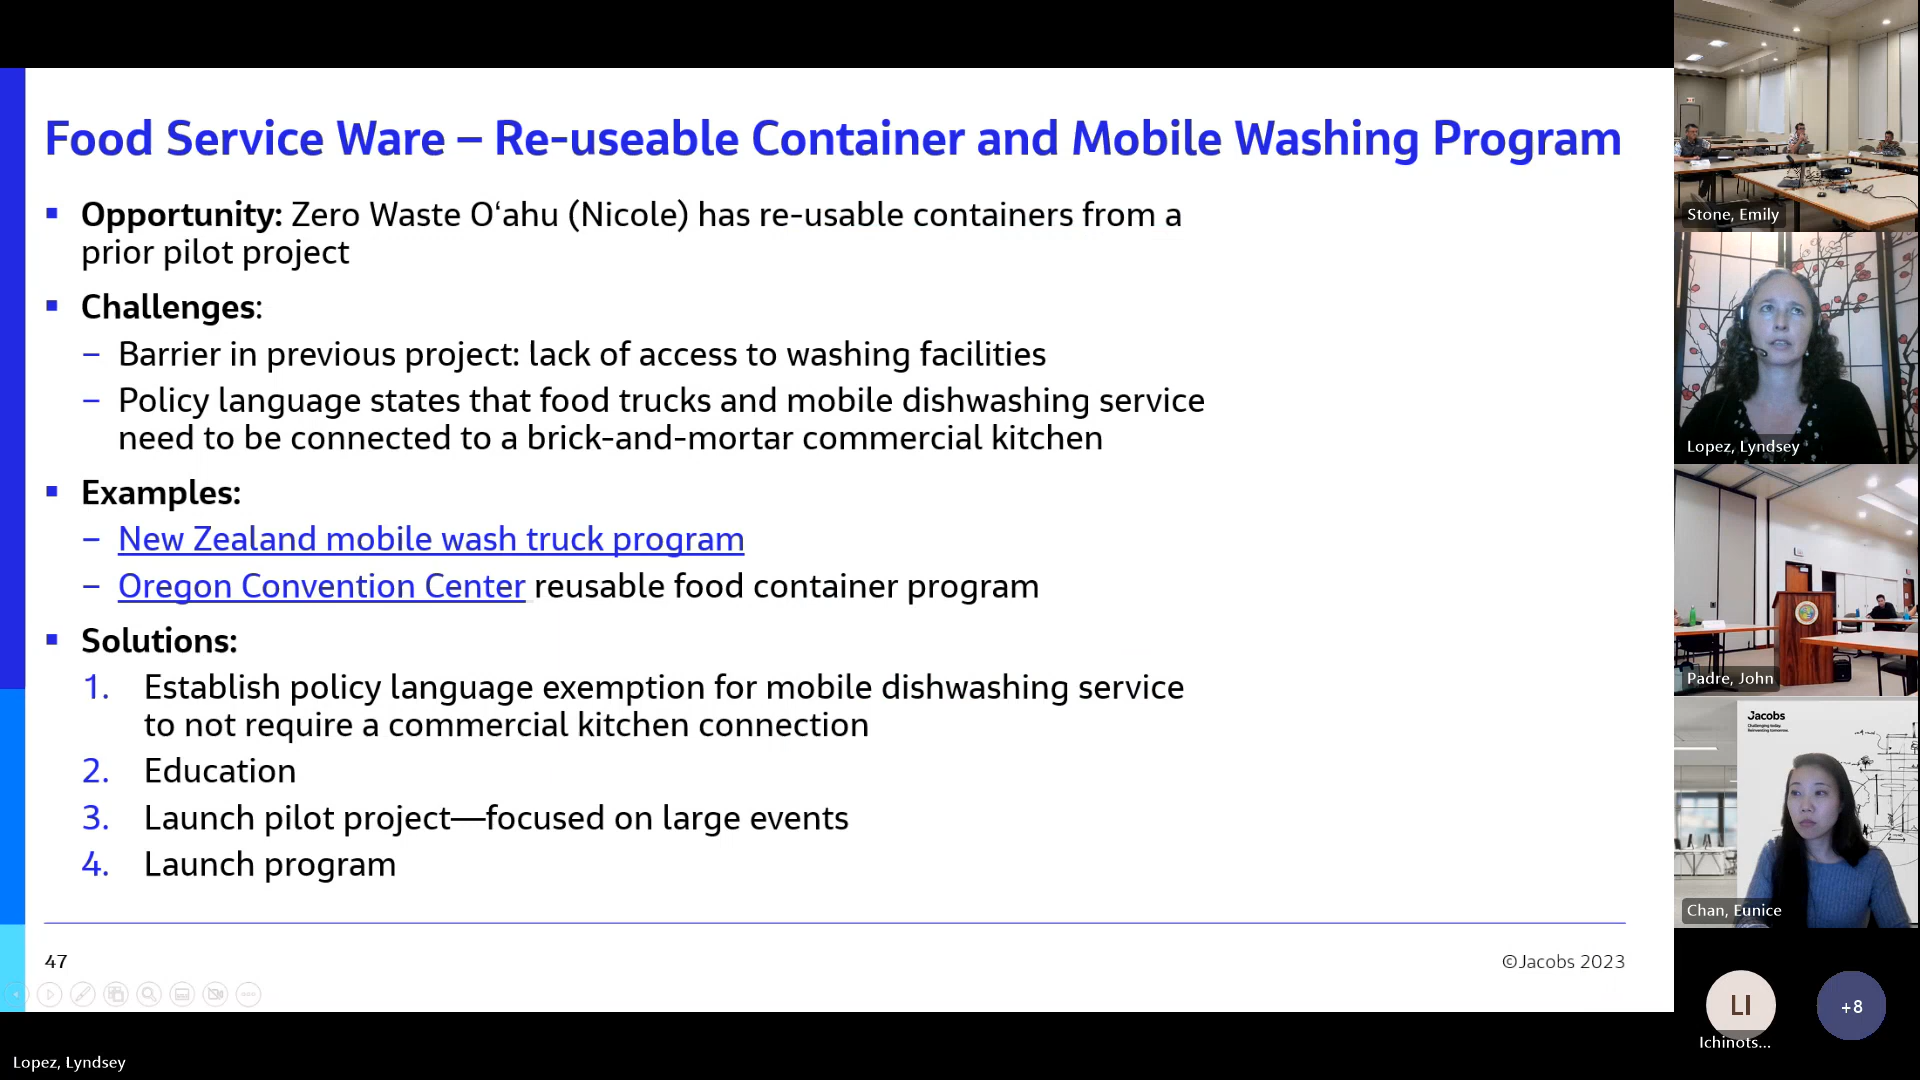 Food Service Ware – Re-useable Container and Mobile Washing Program
▪ Opportunity: Zero Waste Oʻahu (Nicole) has re-usable containers from a
prior pilot project
▪ Challenges:
– Barrier in previous project: lack of access to washing facilities
– Policy language states that food trucks and mobile dishwashing service
need to be connected to a brick-and-mortar commercial kitchen
▪ Examples:
– New Zealand mobile wash truck program
– Oregon Convention Center reusable food container program
▪ Solutions:
1. Establish policy language exemption for mobile dishwashing service
to not require a commercial kitchen connection
2. Education
3. Launch pilot project—focused on large events
4. Launch program
47
©Jacobs 2023
Lopez, Lyndsey
Stone, Emily
Lopez, Lyndsey
Padre, John
Jacobs
Challenging today.
Reinventing tomorrow.
Chan, Eunice
LI
Ichinots...
+8